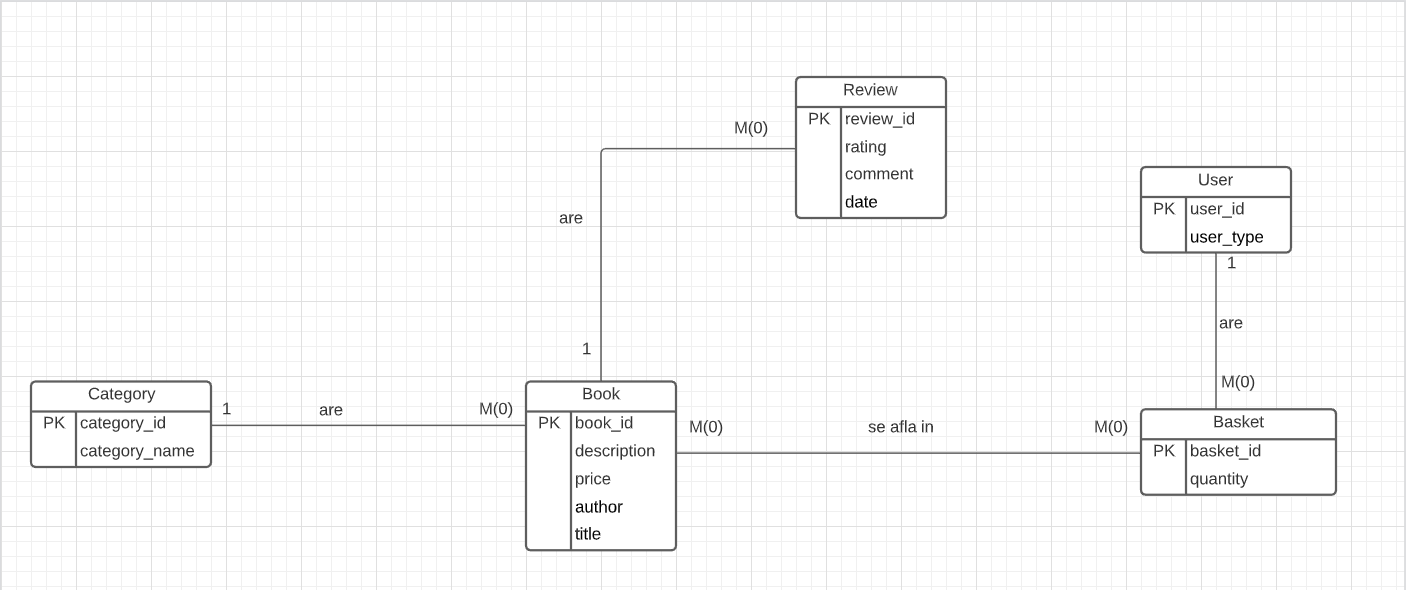 Review
PK review_id
rating
comment
date
M(0)
are
1
User
PK user_id
user_type
1
are
M(0)
Category
PK category_id
category_name
1
are
M(0)
Book
PK book_id
description
price
author
title
M(0)
se afla in
M(0)
Basket
PK basket_id
quantity